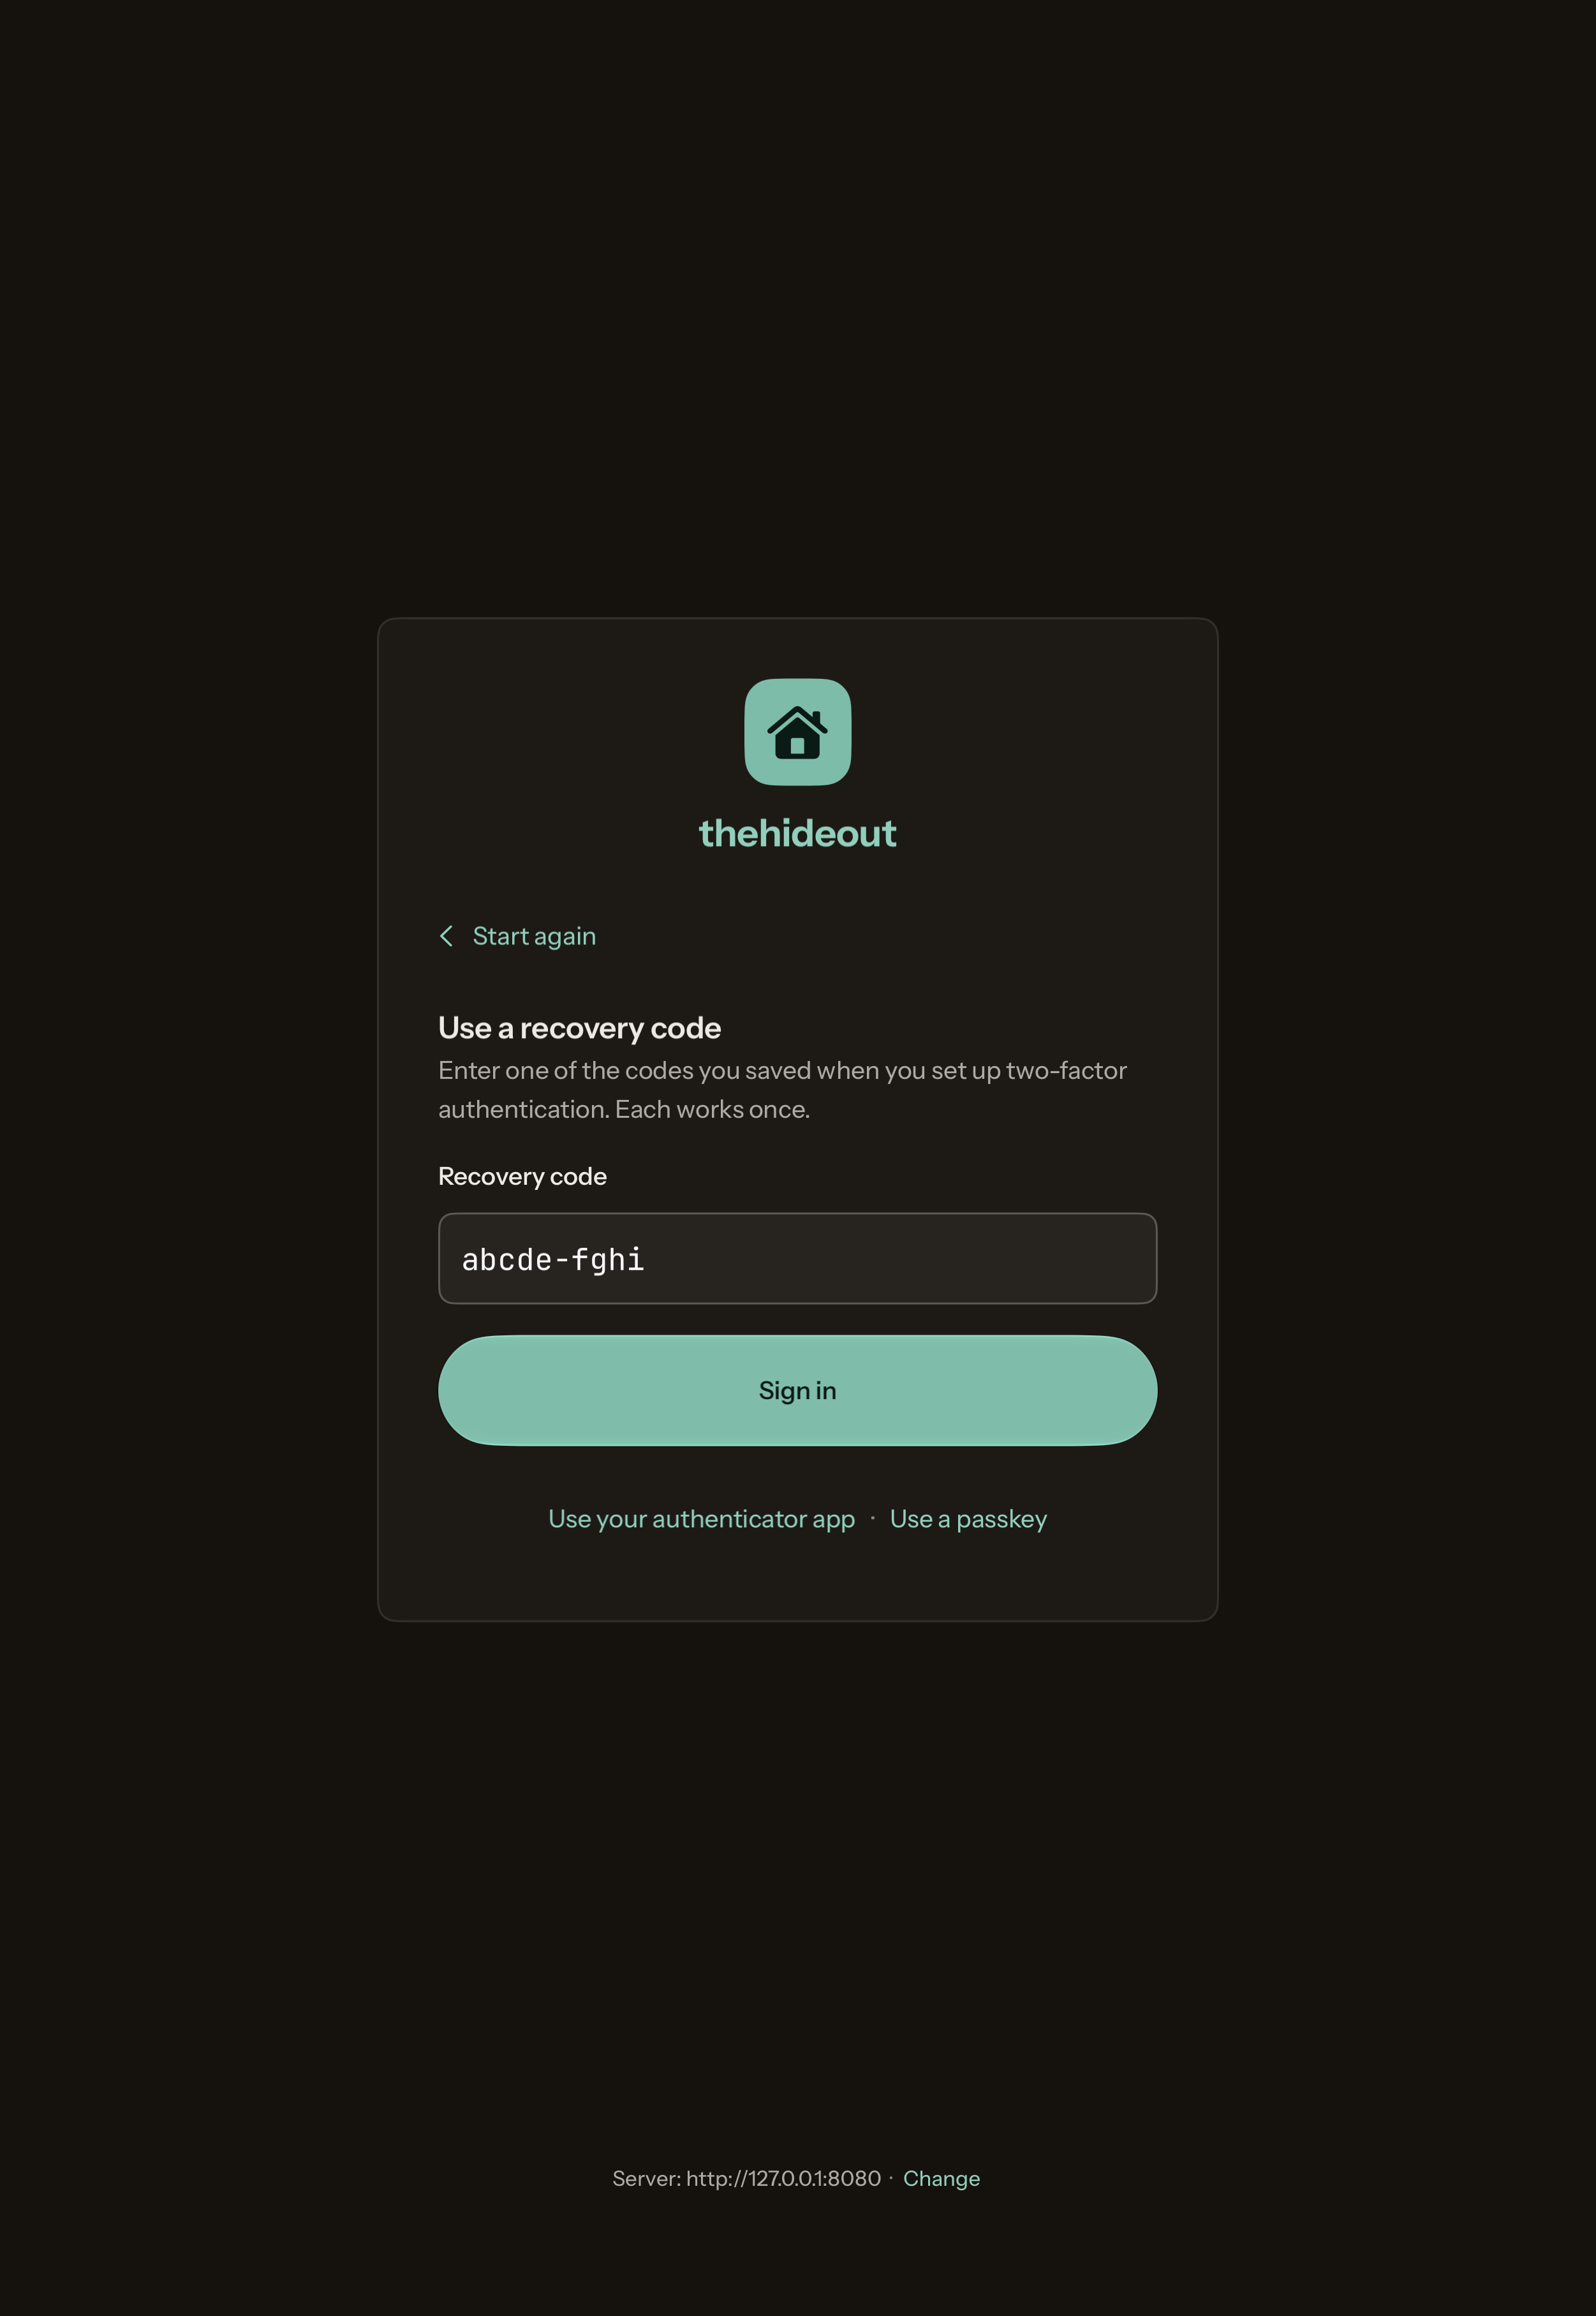 thehideout
Start again
Use a recovery code
Enter one of the codes you saved when you set up two-factor
authentication. Each works once.
Recovery code
abcde-fghi
Sign in
Use your authenticator app · Use a passkey
Server: http://127.0.0.1:8080 · Change